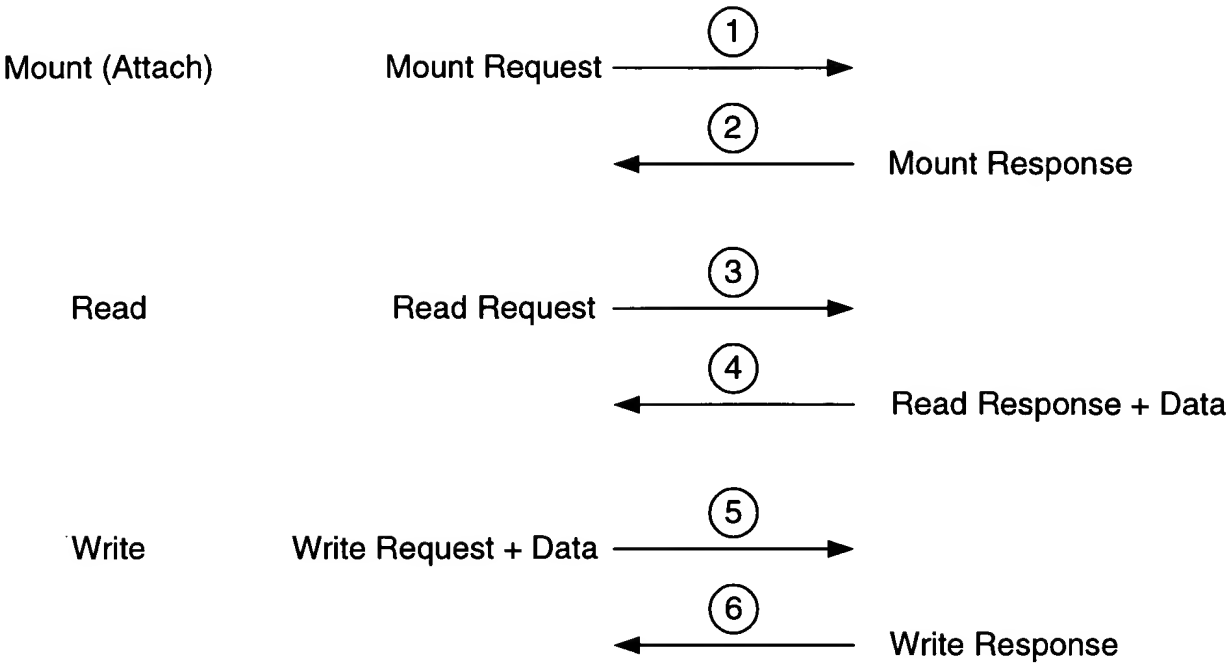 1
Mount (Attach) Mount Request
2
Mount Response
3
Read Read Request
4
Read Response + Data
5
Write Write Request + Data
6
Write Response